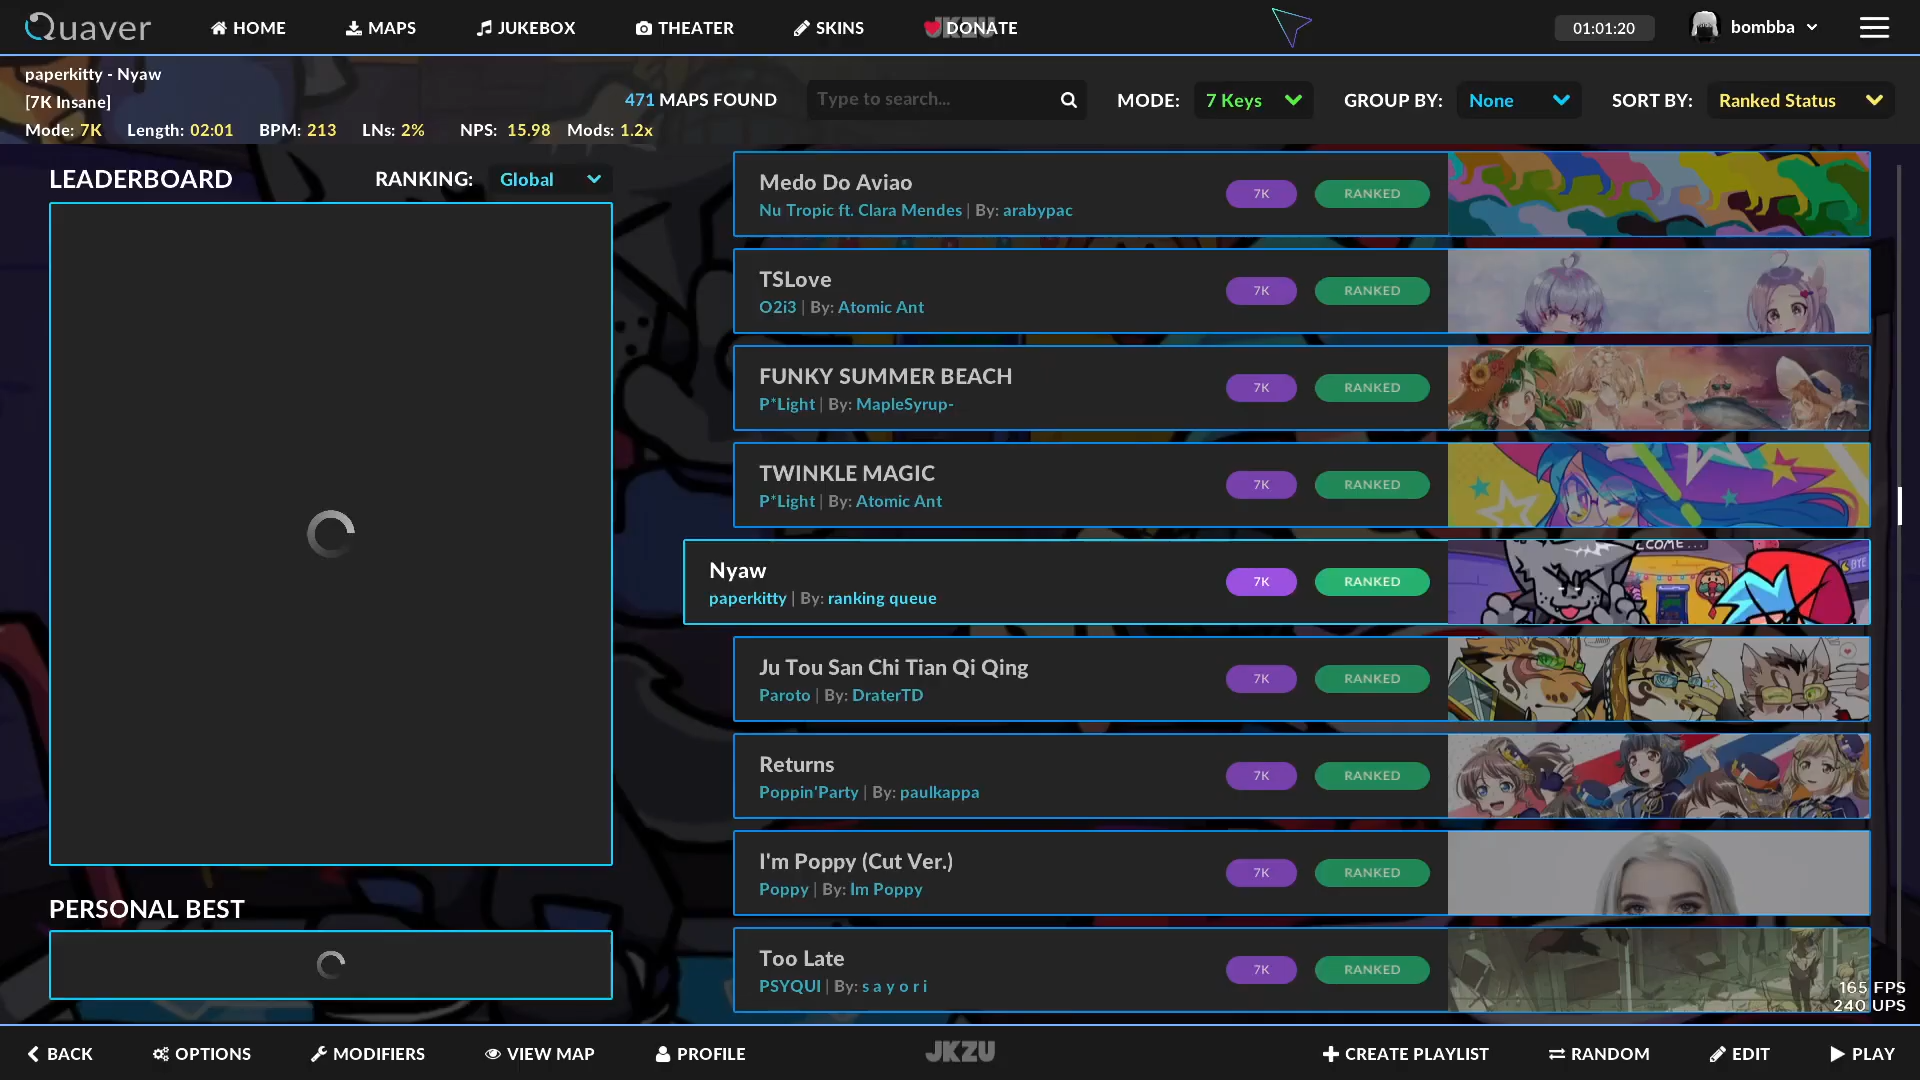 Quaver
HOME
MAPS
JUKEBOX
THEATER
SKINS
DONATE
01:01:20
bombba
paperkitty - Nyaw
[7K Insane]
Mode: 7K Length: 02:01 BPM: 213 LNs: 2% NPS: 15.98 Mods: 1.2x
471 MAPS FOUND
Type to search...
MODE: 7 Keys
GROUP BY: None
SORT BY: Ranked Status
LEADERBOARD
RANKING: Global
PERSONAL BEST
Medo Do Aviao
Nu Tropic ft. Clara Mendes | By: arabypac
7K RANKED
TSLove
O2i3 | By: Atomic Ant
7K RANKED
FUNKY SUMMER BEACH
P*Light | By: MapleSyrup-
7K RANKED
TWINKLE MAGIC
P*Light | By: Atomic Ant
7K RANKED
Nyaw
paperkitty | By: ranking queue
7K RANKED
Ju Tou San Chi Tian Qi Qing
Paroto | By: DraterTD
7K RANKED
Returns
Poppin'Party | By: paulkappa
7K RANKED
I'm Poppy (Cut Ver.)
Poppy | By: Im Poppy
7K RANKED
Too Late
PSYQUI | By: s a y o r i
7K RANKED
165 FPS
240 UPS
BACK
OPTIONS
MODIFIERS
VIEW MAP
PROFILE
JKZU
CREATE PLAYLIST
RANDOM
EDIT
PLAY